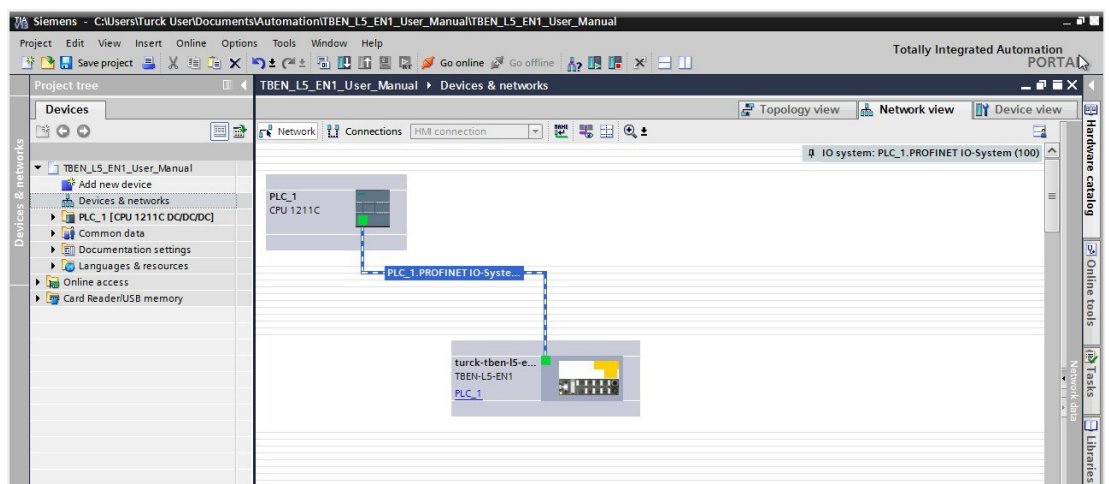 Siemens - C:\Users\Turck User\Documents\Automation\TBEN_L5_EN1_User_Manual\TBEN_L5_EN1_User_Manual
Project Edit View Insert Online Options Tools Window Help
Totally Integrated Automation
PORTAL
Save project
Go online
Go offline
Project tree
TBEN_L5_EN1_User_Manual
Devices & networks
Devices
Topology view
Network view
Device view
Network
Connections
HMI connection
IO system: PLC_1.PROFINET IO-System (100)
TBEN_L5_EN1_User_Manual
Add new device
Devices & networks
PLC_1 [CPU 1211C DC/DC/DC]
Common data
Documentation settings
Languages & resources
Online access
Card Reader/USB memory
PLC_1
CPU 1211C
PLC_1.PROFINET IO-Syste...
turck-tben-l5-e...
TBEN-L5-EN1
PLC_1
Devices & networks
Hardware catalog
Online tools
Tasks
Libraries
Network data